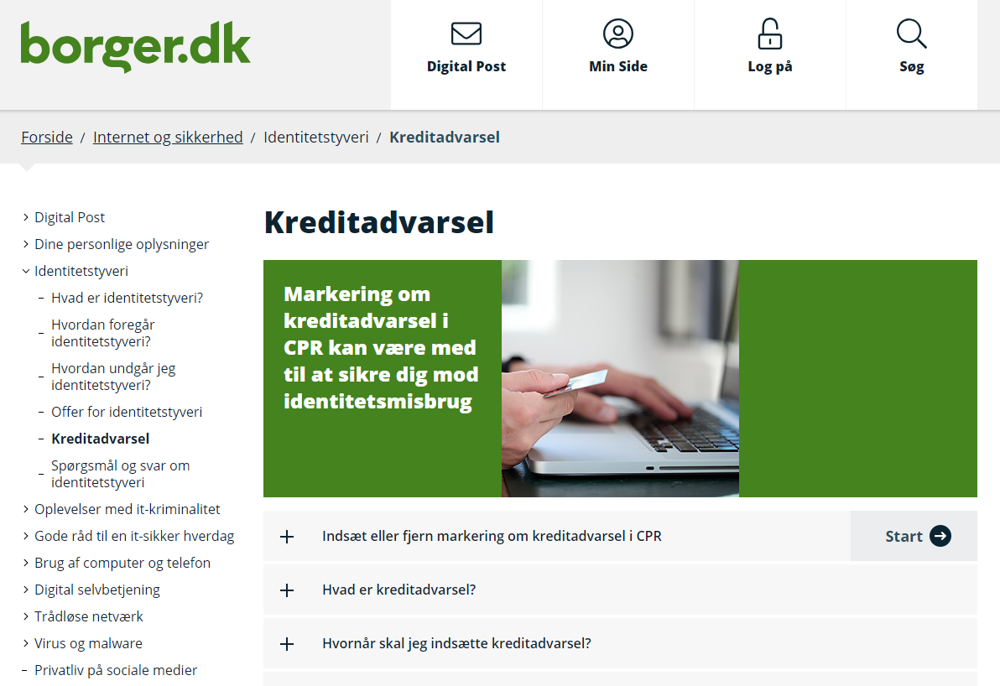 borger.dk
Digital Post
Min Side
Log på
Søg
Forside / Internet og sikkerhed / Identitetstyveri / Kreditadvarsel
Digital Post
Dine personlige oplysninger
Identitetstyveri
Hvad er identitetstyveri?
Hvordan foregår
identitetstyveri?
Hvordan undgår jeg
identitetstyveri?
Offer for identitetstyveri
Kreditadvarsel
Spørgsmål og svar om
identitetstyveri
Oplevelser med it-kriminalitet
Gode råd til en it-sikker hverdag
Brug af computer og telefon
Digital selvbetjening
Trådløse netværk
Virus og malware
Privatliv på sociale medier
Kreditadvarsel
Markering om
kreditadvarsel i
CPR kan være med
til at sikre dig mod
identitetsmisbrug
Indsæt eller fjern markering om kreditadvarsel i CPR
Start
Hvad er kreditadvarsel?
Hvornår skal jeg indsætte kreditadvarsel?